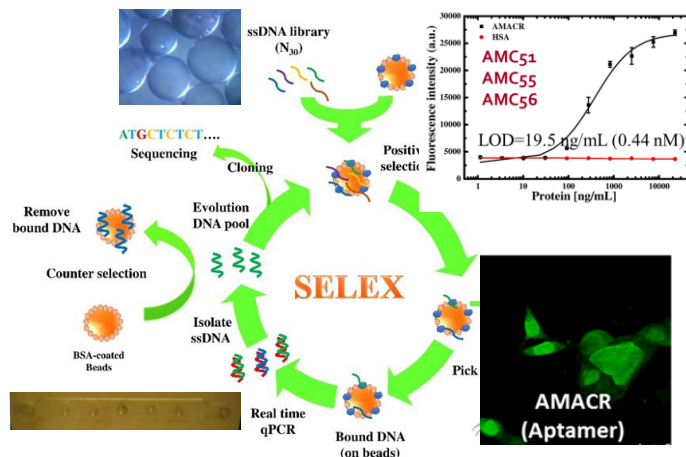 ssDNA library
(N30)
ATGCTCTCT....
Sequencing
Cloning
Positiv
selectio
Remove
bound DNA
Evolution
DNA pool
Counter selection
SELEX
BSA-coated
Beads
Isolate
ssDNA
Pick
Real time
qPCR
Bound DNA
(on beads)
Fluorescence intensity (a.u.)
30000
25000
20000
15000
10000
5000
0
AMACR
HSA
AMC51
AMC55
AMC56
LOD=19.5 ng/mL (0.44 nM)
1
10
100
1000
10000
Protein [ng/mL]
AMACR
(Aptamer)